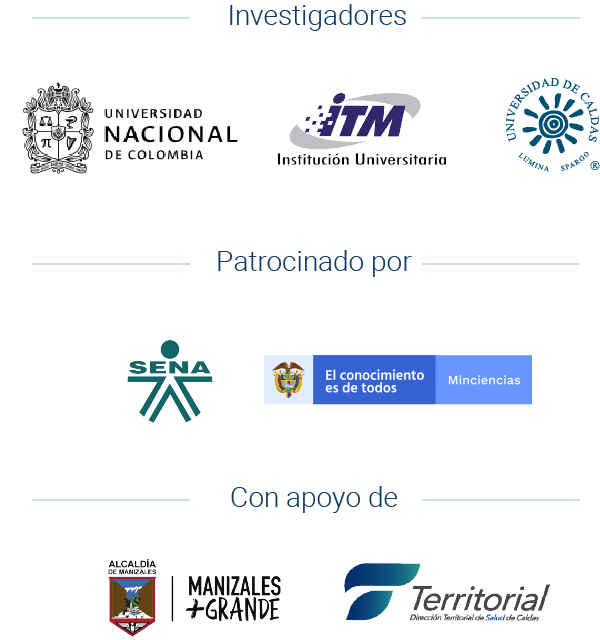 Investigadores
UNIVERSIDAD
NACIONAL
DE COLOMBIA
iTM
Institución Universitaria
UNIVERSIDAD DE CALDAS
LUMINA SPARGO
®
Patrocinado por
SENA
El conocimiento
es de todos
Minciencias
Con apoyo de
ALCALDÍA
DE MANIZALES
MANIZALES
+GRANDE
Territorial
Dirección Territorial de Salud de Caldas